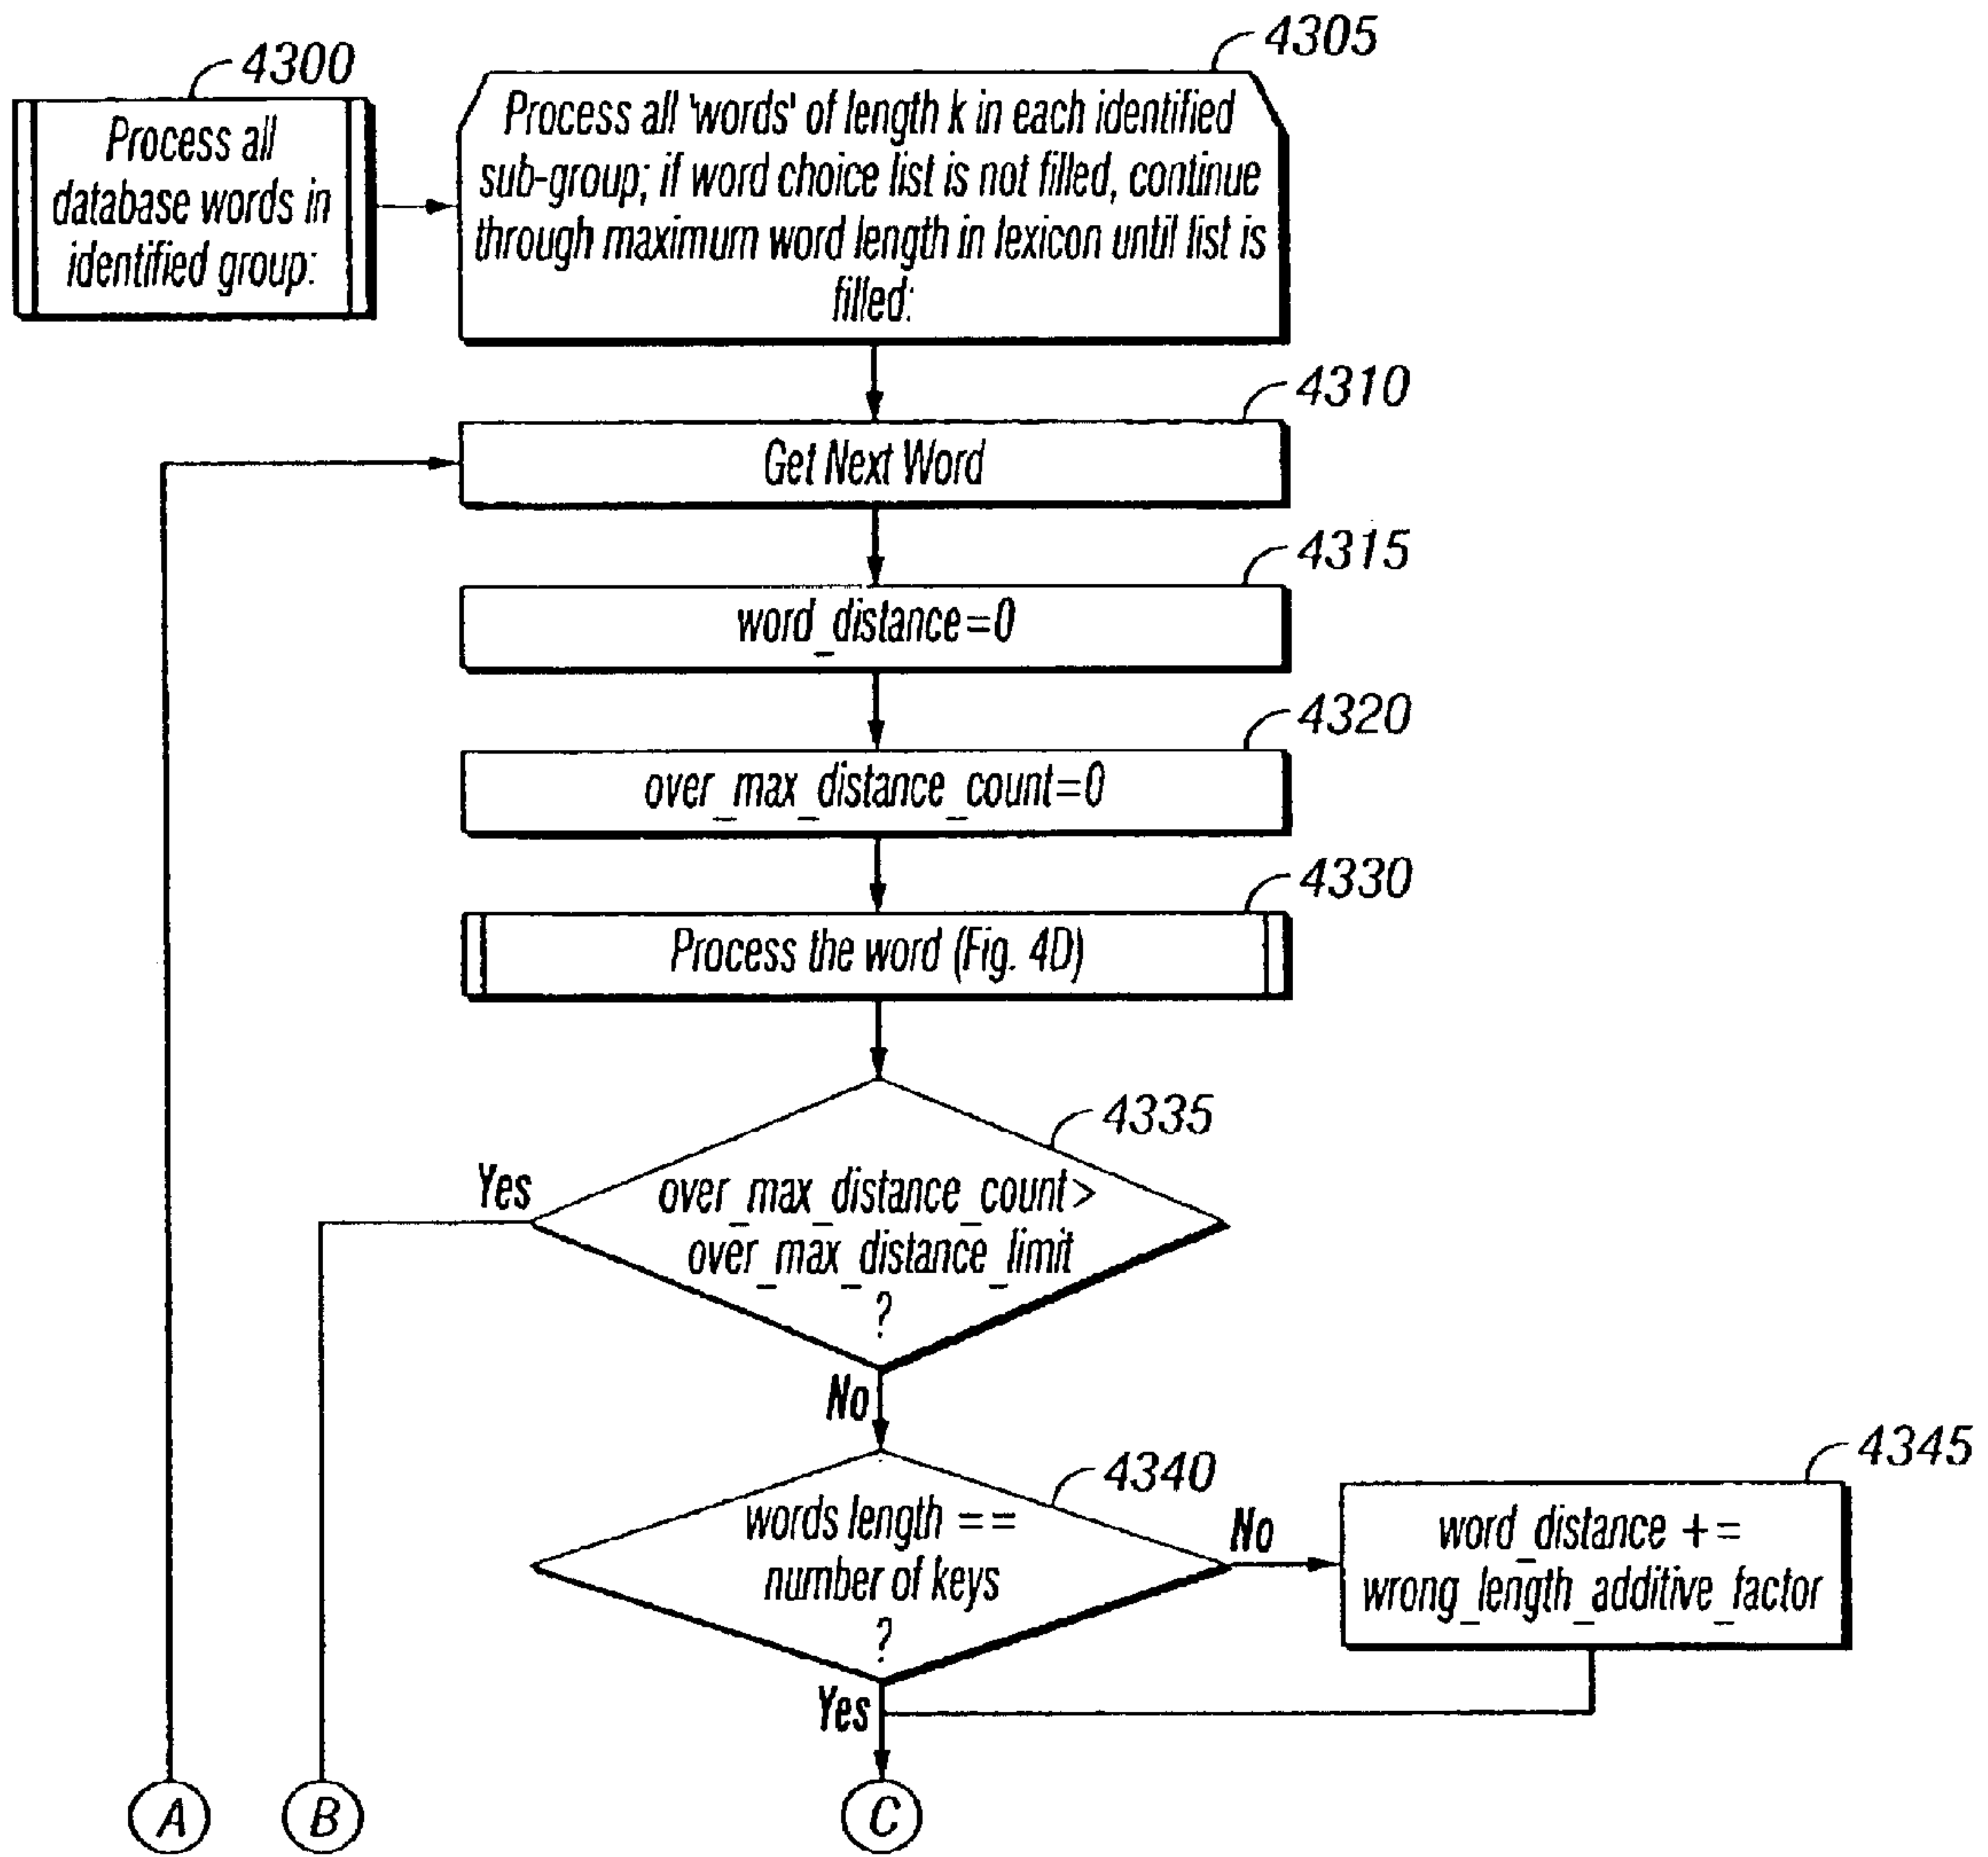 4300
Process all
database words in
identified group:
4305
Process all 'words' of length k in each identified
sub-group; if word choice list is not filled, continue
through maximum word length in lexicon until list is
filled:
4310
Get Next Word
4315
word_distance=0
4320
over_max_distance_count=0
4330
Process the word (Fig. 4D)
4335
Yes
over_max_distance_count>
over_max_distance_limit
?
No
4340
words length ==
number of keys
?
No
4345
word_distance +=
wrong_length_additive_factor
Yes
A
B
C